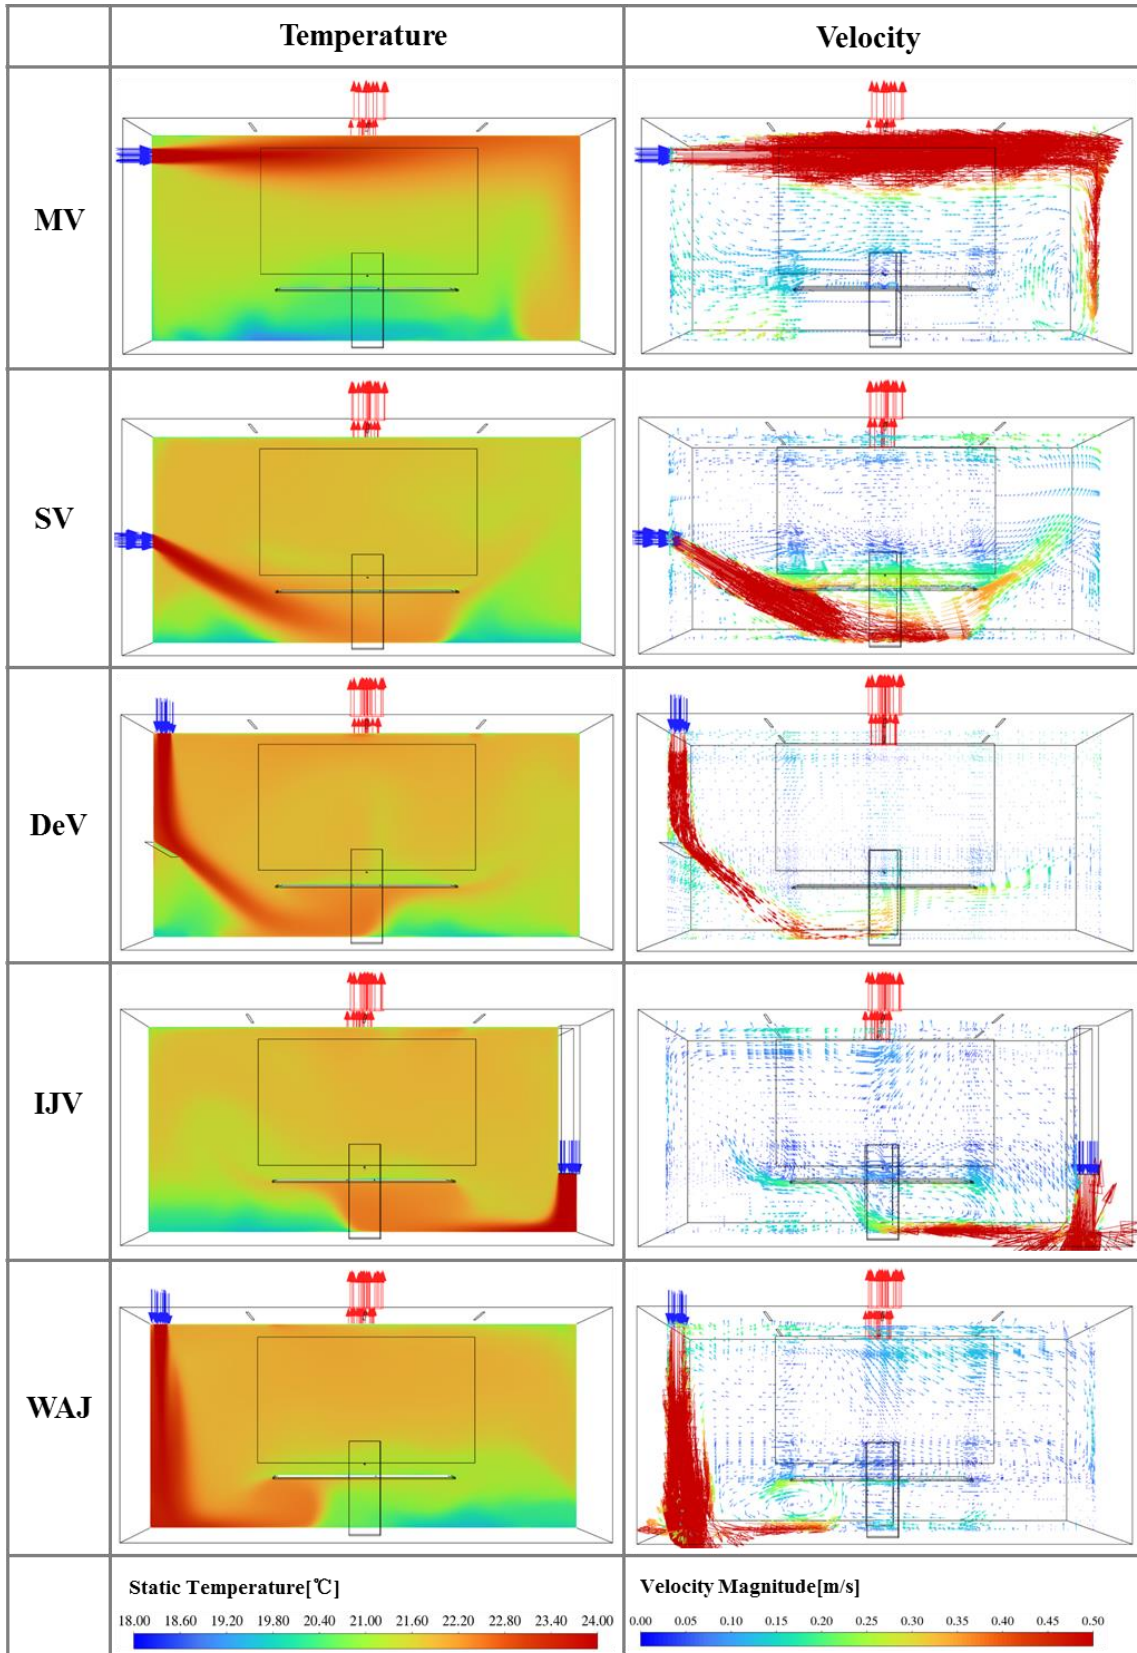 Temperature
Velocity
MV
SV
DeV
IJV
WAJ
Static Temperature[℃]
18.00 18.60 19.20 19.80 20.40 21.00 21.60 22.20 22.80 23.40 24.00
Velocity Magnitude[m/s]
0.00 0.05 0.10 0.15 0.20 0.25 0.30 0.35 0.40 0.45 0.50